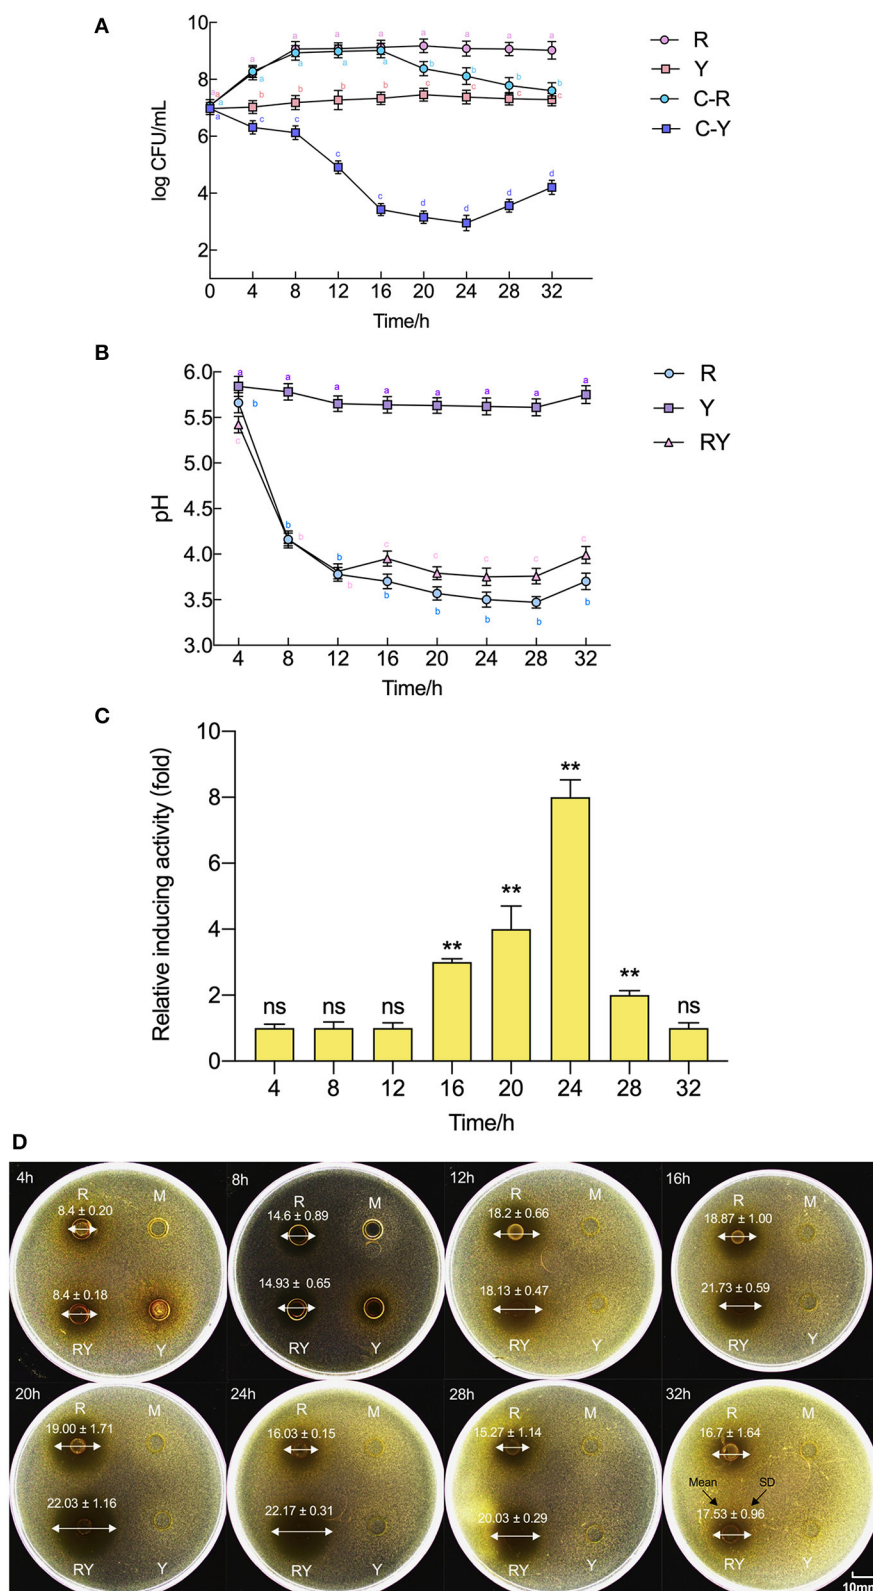 A
log CFU/mL
10
8
6
4
2
0 4 8 12 16 20 24 28 32
Time/h
a a a a a a a a a
a a a a a b b b b
a b b b b c c c c
a c c c c d d d d
R
Y
C-R
C-Y
B
pH
6.0
5.5
5.0
4.5
4.0
3.5
3.0
4 8 12 16 20 24 28 32
Time/h
a a a a a a a a
b b b b b b b b
c b b c c c c c
R
Y
RY
C
Relative inducing activity (fold)
10
8
6
4
2
0
ns ns ns ** ** ** ** ns
4 8 12 16 20 24 28 32
Time/h
D
4h
R M
8.4 ± 0.20
8.4 ± 0.18
RY Y
8h
R M
14.6 ± 0.89
14.93 ± 0.65
RY Y
12h
R M
18.2 ± 0.66
18.13 ± 0.47
RY Y
16h
R M
18.87 ± 1.00
21.73 ± 0.59
RY Y
20h
R M
19.00 ± 1.71
22.03 ± 1.16
RY Y
24h
R M
16.03 ± 0.15
22.17 ± 0.31
RY Y
28h
R M
15.27 ± 1.14
20.03 ± 0.29
RY Y
32h
R M
16.7 ± 1.64
Mean SD
17.53 ± 0.96
RY Y
10mm